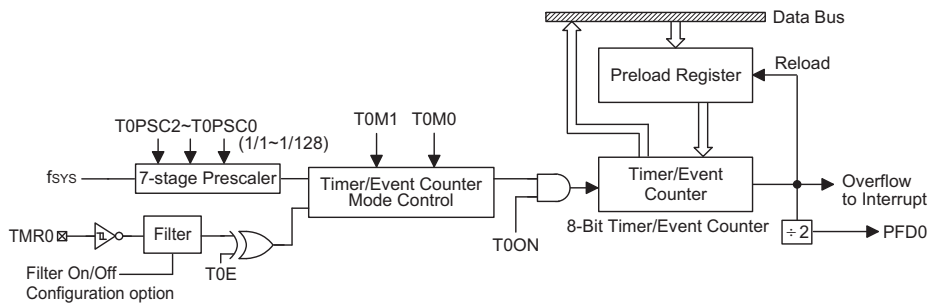 Data Bus
Preload Register
Reload
T0PSC2~T0PSC0
(1/1~1/128)
T0M1
T0M0
fSYS
7-stage Prescaler
Timer/Event Counter
Mode Control
Timer/Event
Counter
Overflow
to Interrupt
T0ON
8-Bit Timer/Event Counter
÷2
PFD0
TMR0
Filter
T0E
Filter On/Off
Configuration option